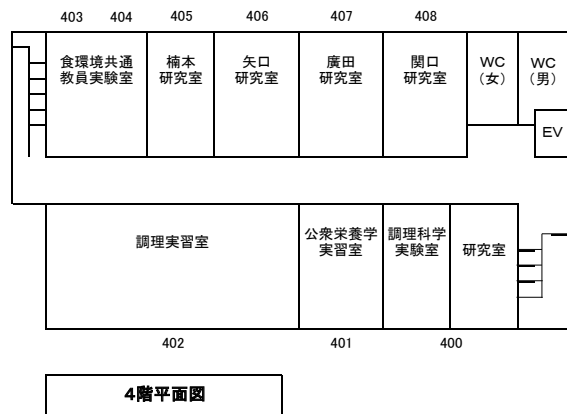 403 404 405 406 407 408
食環境共通
教員実験室
楠本
研究室
矢口
研究室
廣田
研究室
関口
研究室
WC
（女）
WC
（男）
EV
調理実習室
公衆栄養学
実習室
調理科学
実験室
研究室
402 401 400
4階平面図